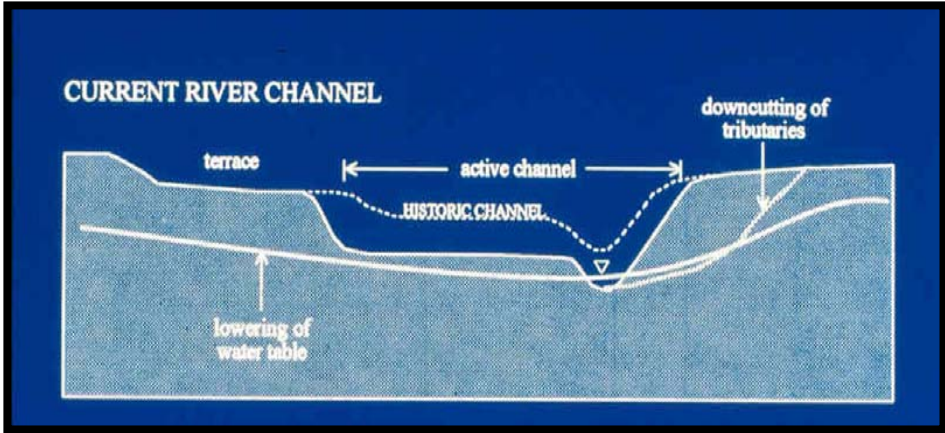 CURRENT RIVER CHANNEL
downcutting of
tributaries
terrace
active channel
HISTORIC CHANNEL
lowering of
water table